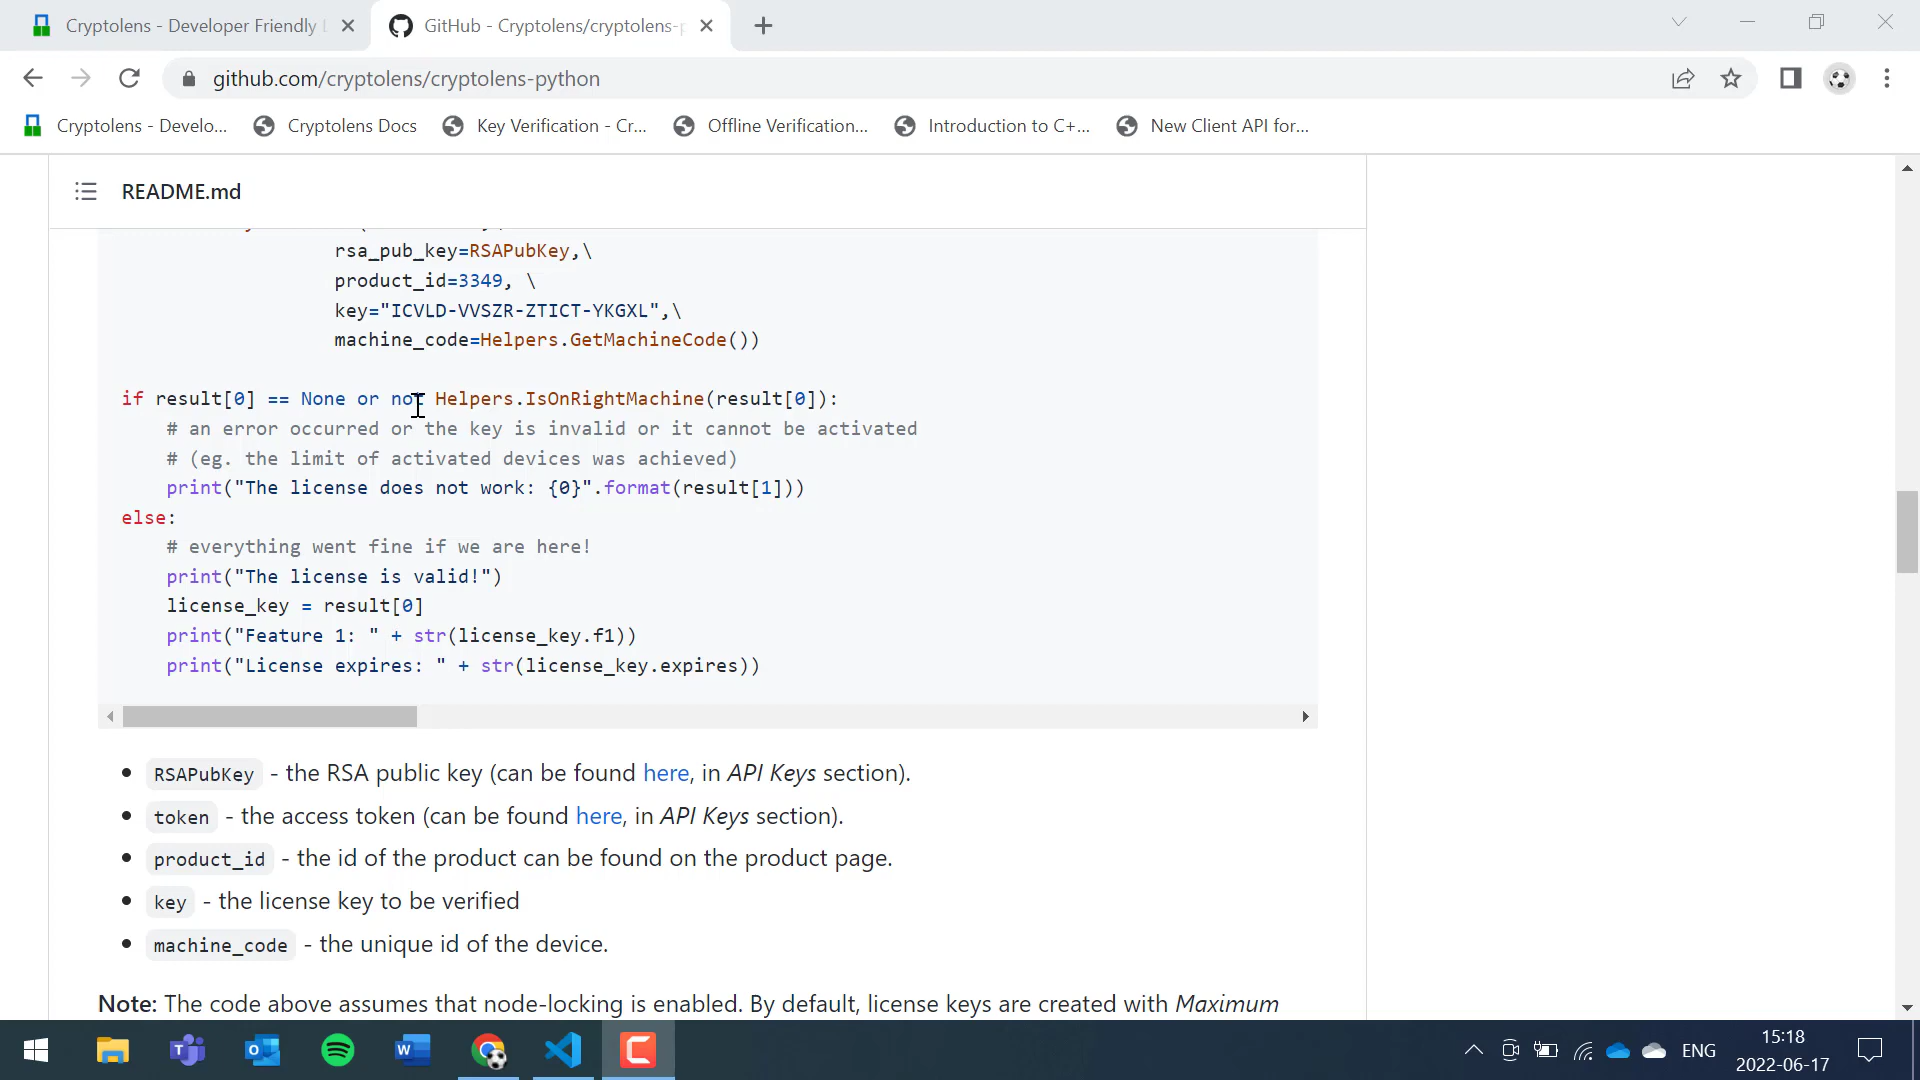 Cryptolens - Developer Friendly
GitHub - Cryptolens/cryptolens-p
github.com/cryptolens/cryptolens-python
Cryptolens - Develo...
Cryptolens Docs
Key Verification - Cr...
Offline Verification...
Introduction to C+...
New Client API for...
README.md
rsa_pub_key=RSAPubKey,\
product_id=3349, \
key="ICVLD-VVSZR-ZTICT-YKGXL",\
machine_code=Helpers.GetMachineCode())
if result[0] == None or not Helpers.IsOnRightMachine(result[0]):
# an error occurred or the key is invalid or it cannot be activated
# (eg. the limit of activated devices was achieved)
print("The license does not work: {0}".format(result[1]))
else:
# everything went fine if we are here!
print("The license is valid!")
license_key = result[0]
print("Feature 1: " + str(license_key.f1))
print("License expires: " + str(license_key.expires))
RSAPubKey - the RSA public key (can be found here, in API Keys section).
token - the access token (can be found here, in API Keys section).
product_id - the id of the product can be found on the product page.
key - the license key to be verified
machine_code - the unique id of the device.
Note: The code above assumes that node-locking is enabled. By default, license keys are created with Maximum
ENG
15:18
2022-06-17